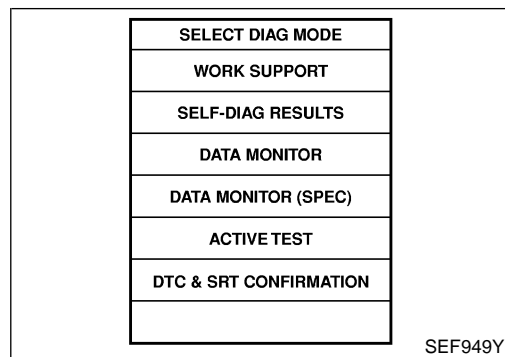 SELECT DIAG MODE
WORK SUPPORT
SELF-DIAG RESULTS
DATA MONITOR
DATA MONITOR (SPEC)
ACTIVE TEST
DTC & SRT CONFIRMATION
SEF949Y